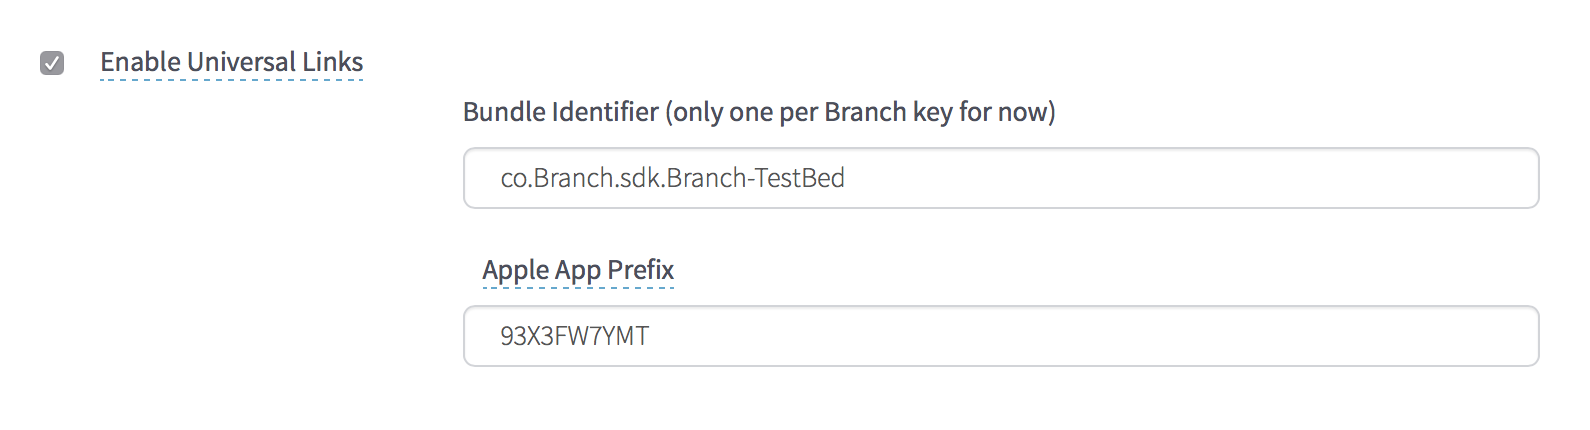 Enable Universal Links
Bundle Identifier (only one per Branch key for now)
co.Branch.sdk.Branch-TestBed
Apple App Prefix
93X3FW7YMT